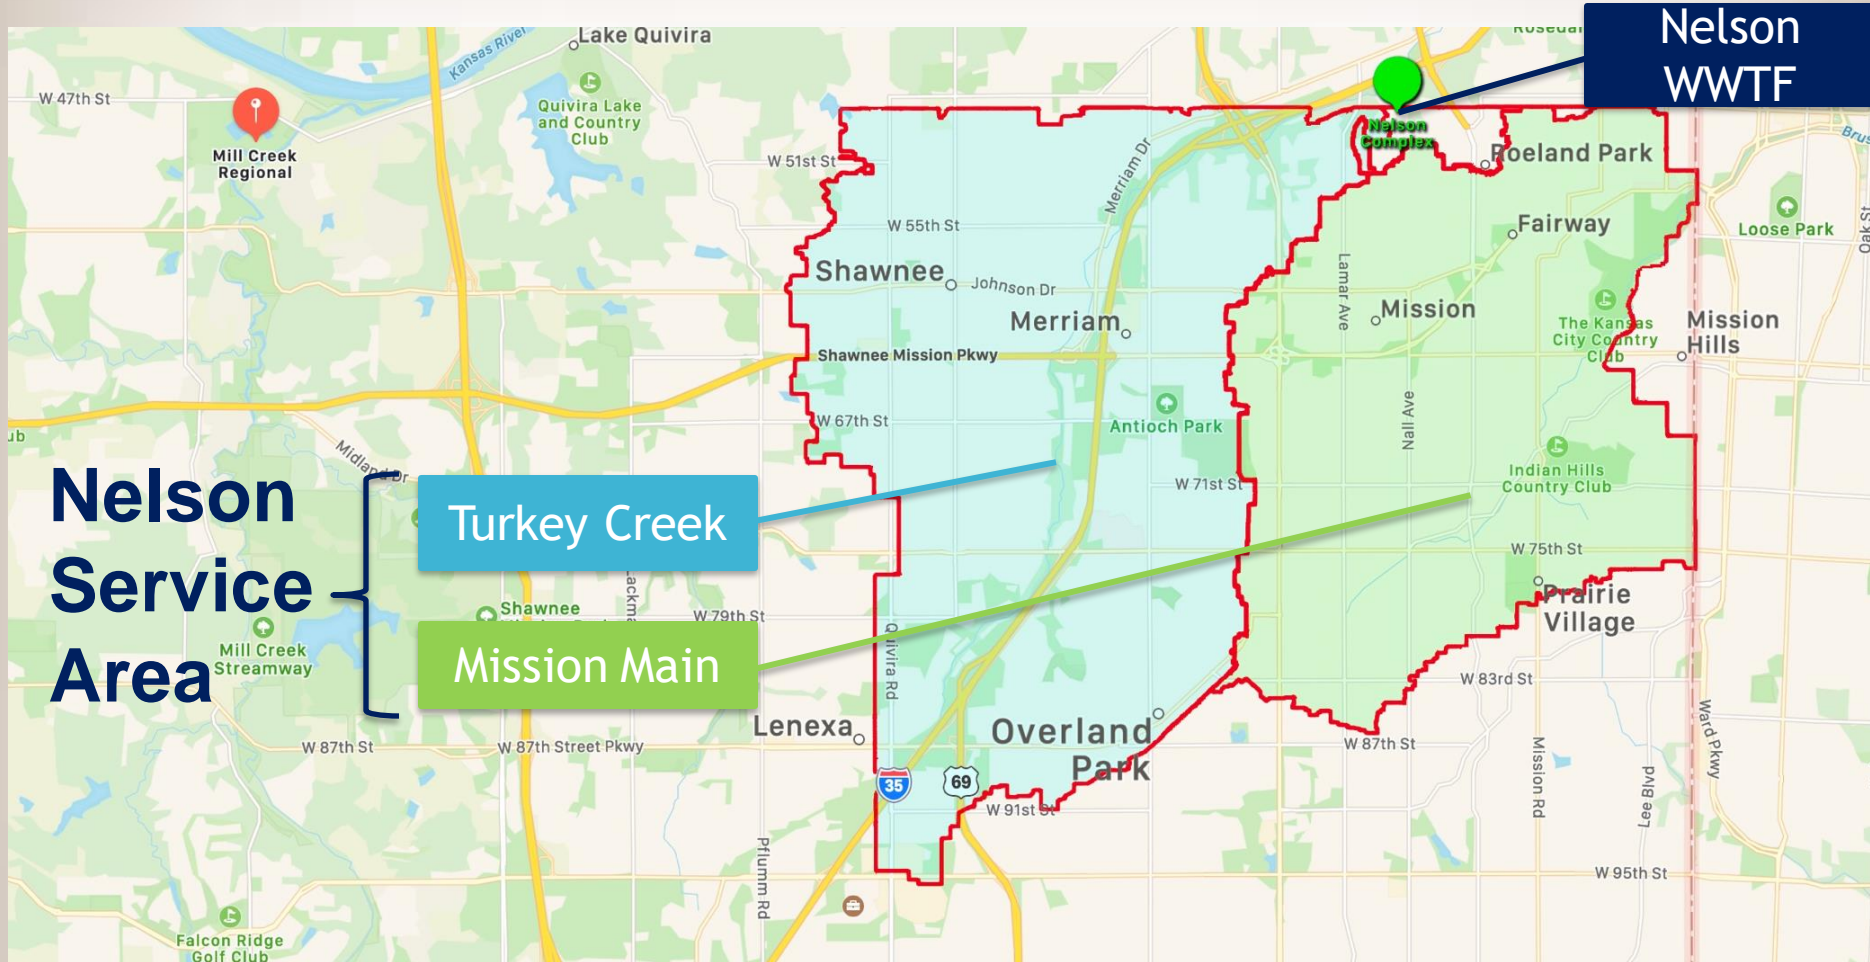 Nelson
WWTF
Lake Quivira
Kansas River
W 47th St
Quivira Lake
and Country
Club
Mill Creek
Regional
Nelson
Complex
W 51st St
Merriam Dr
Roeland Park
W 55th St
Fairway
Loose Park
Oak St
Shawnee
Johnson Dr
Lamar Ave
Merriam
Mission
The Kansas
City Country
Club
Mission
Hills
Shawnee Mission Pkwy
W 67th St
Antioch Park
Nall Ave
Midland Dr
Indian Hills
Country Club
W 71st St
Nelson
Service
Area
Turkey Creek
Mission Main
W 75th St
Shawnee
W 79th St
Prairie
Village
Mill Creek
Streamway
Quivira Rd
W 83rd St
Lenexa
Overland
Park
Ward Pkwy
W 87th St
W 87th Street Pkwy
W 87th St
35
69
W 91st St
Mission Rd
Lee Blvd
Pflumm Rd
W 95th St
Falcon Ridge
Golf Club